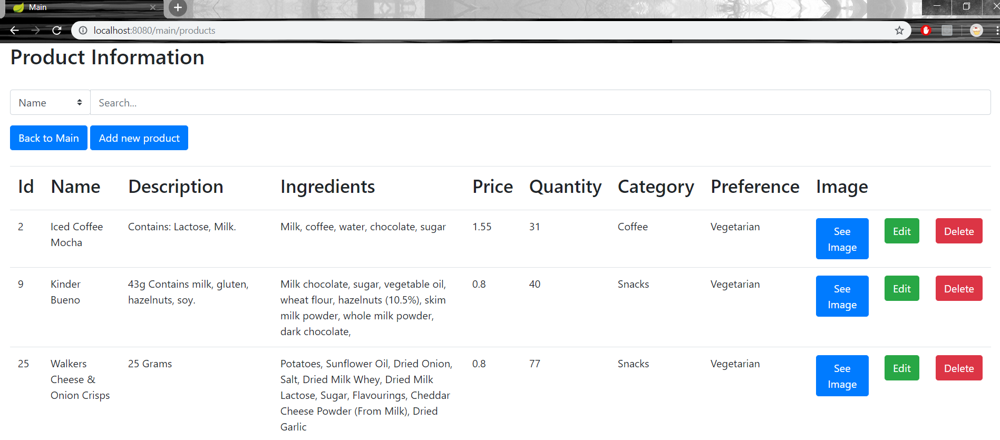 Main
localhost:8080/main/products
Product Information
Name Search...
Back to Main Add new product
Id Name Description Ingredients Price Quantity Category Preference Image
2 Iced Coffee Contains: Lactose, Milk. Milk, coffee, water, chocolate, sugar 1.55 31 Coffee Vegetarian See Edit Delete
Mocha Image
9 Kinder 43g Contains milk, gluten, Milk chocolate, sugar, vegetable oil, 0.8 40 Snacks Vegetarian See Edit Delete
Bueno hazelnuts, soy. wheat flour, hazelnuts (10.5%), skim Image
milk powder, whole milk powder,
dark chocolate,
25 Walkers 25 Grams Potatoes, Sunflower Oil, Dried Onion, 0.8 77 Snacks Vegetarian See Edit Delete
Cheese & Salt, Dried Milk Whey, Dried Milk Image
Onion Crisps Lactose, Sugar, Flavourings, Cheddar
Cheese Powder (From Milk), Dried
Garlic